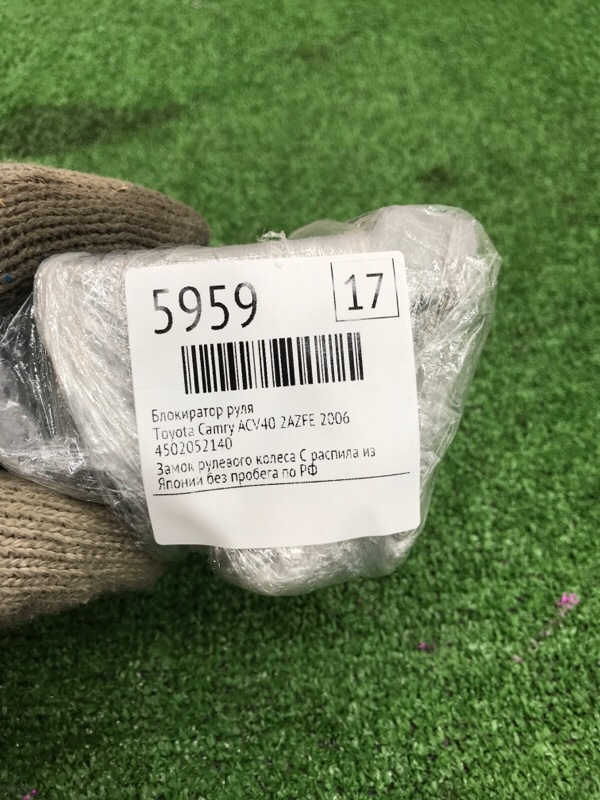 5959
17
Блокиратор руля
Toyota Camry ACV40 2AZFE 2006
4502052140
Замок рулевого колеса С распила из
Японии без пробега по РФ